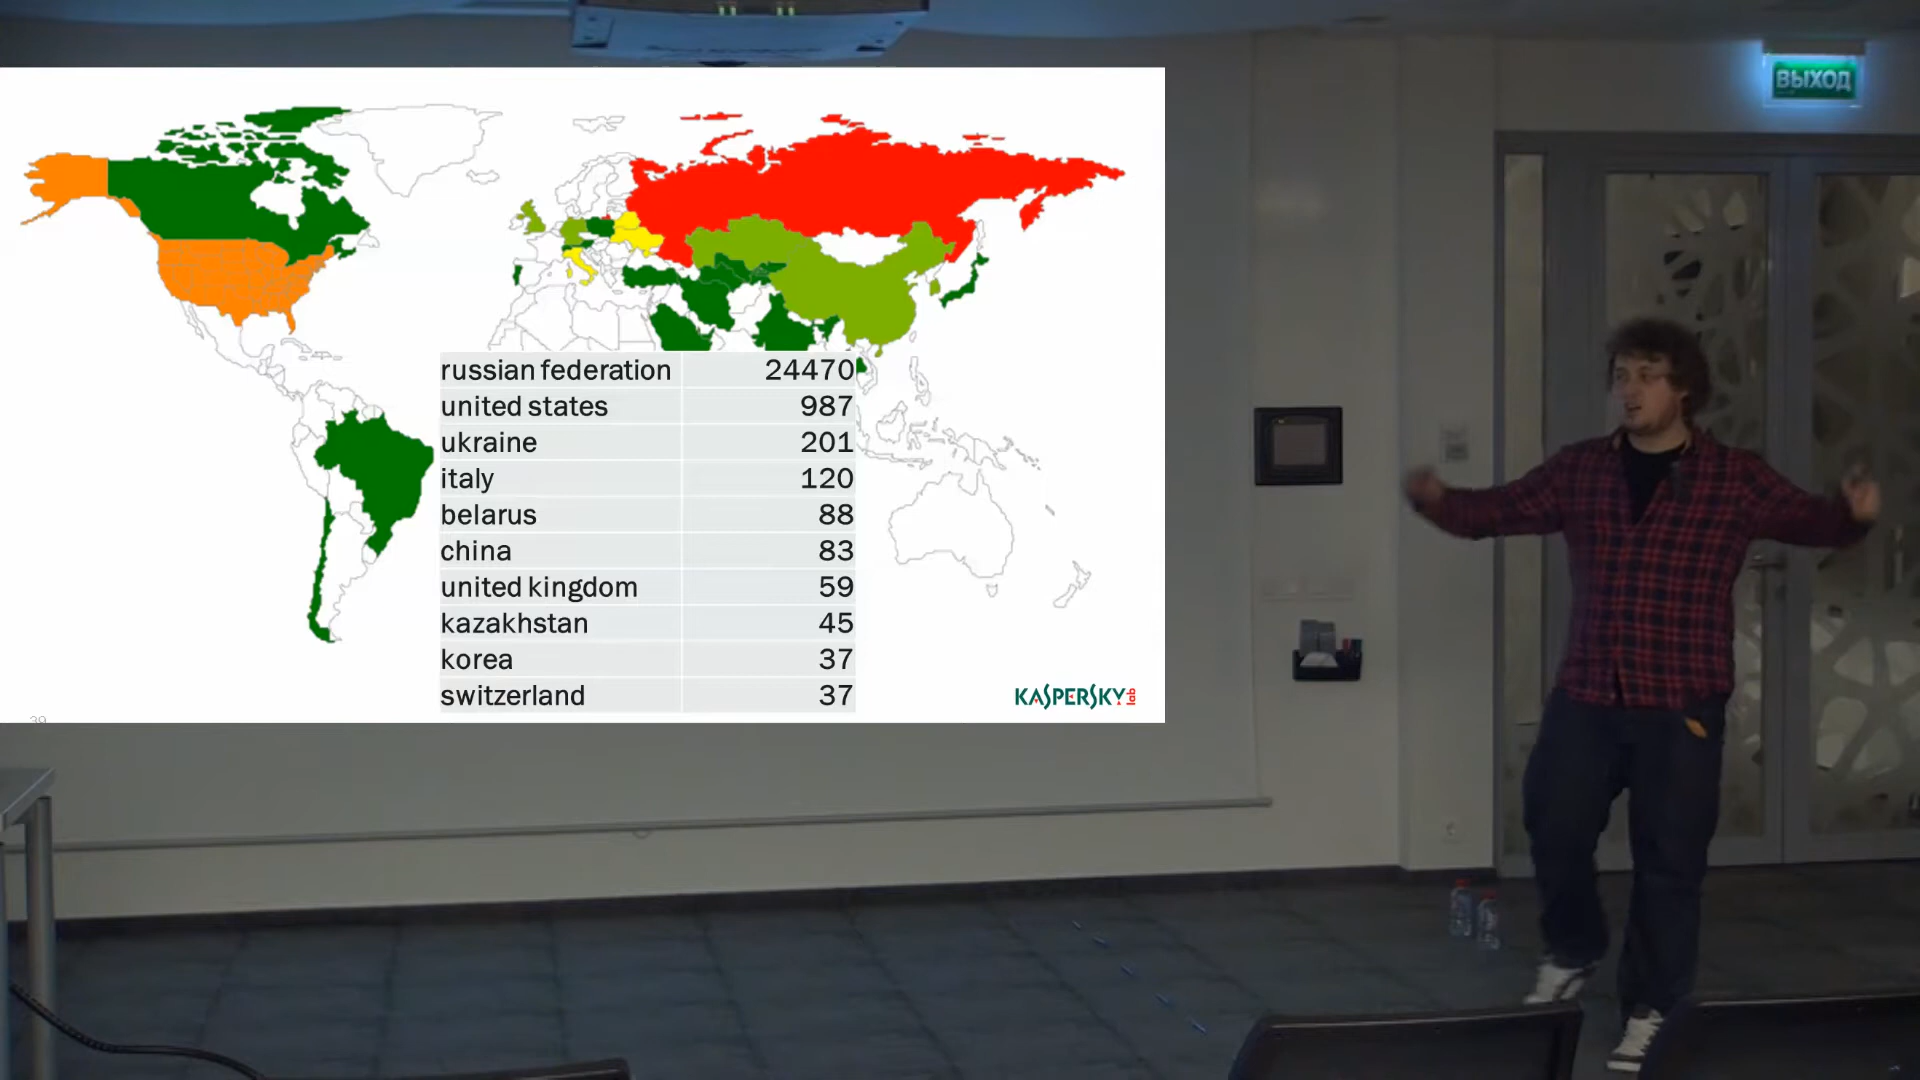 ВЫХОД
russian federation 24470
united states 987
ukraine 201
italy 120
belarus 88
china 83
united kingdom 59
kazakhstan 45
korea 37
switzerland 37
KASPERSKY lab
39